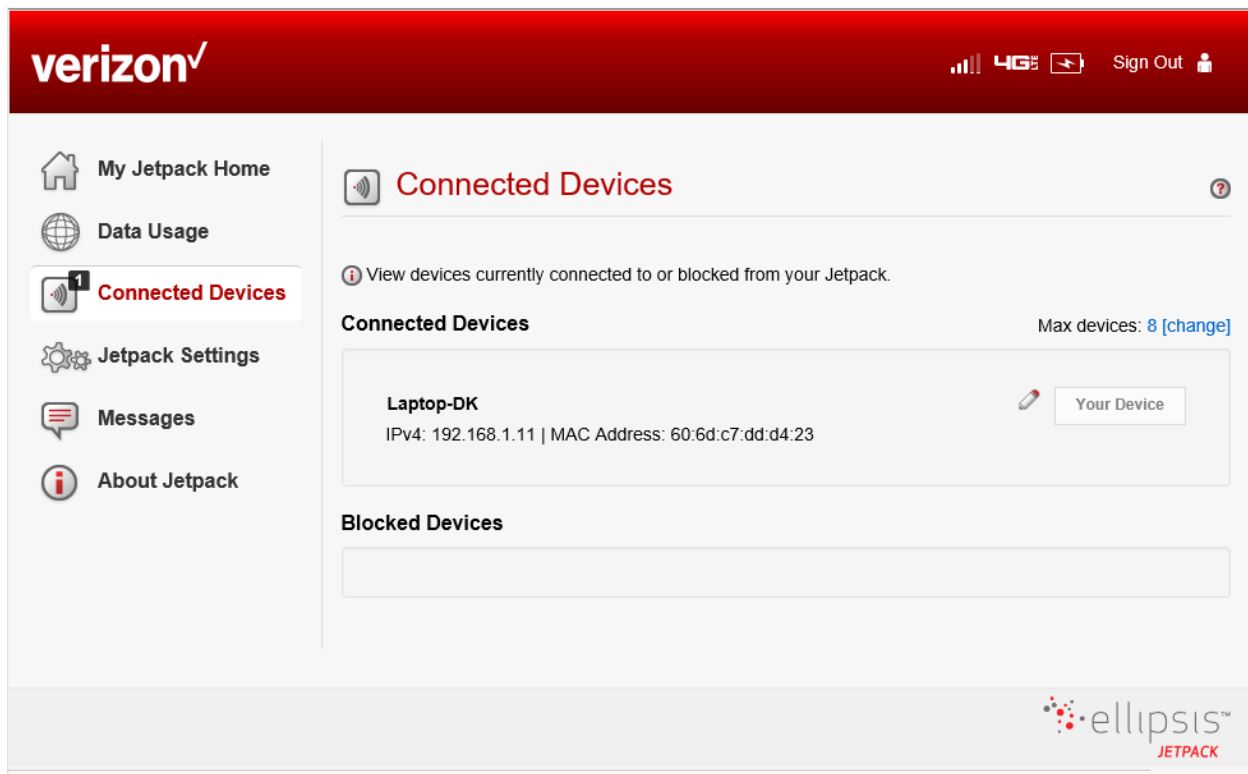 verizon
4G LTE
Sign Out
My Jetpack Home
Data Usage
1
Connected Devices
Jetpack Settings
Messages
About Jetpack
Connected Devices
?
View devices currently connected to or blocked from your Jetpack.
Connected Devices
Max devices: 8 [change]
Laptop-DK
Your Device
IPv4: 192.168.1.11 | MAC Address: 60:6d:c7:dd:d4:23
Blocked Devices
ellipsis™
JETPACK